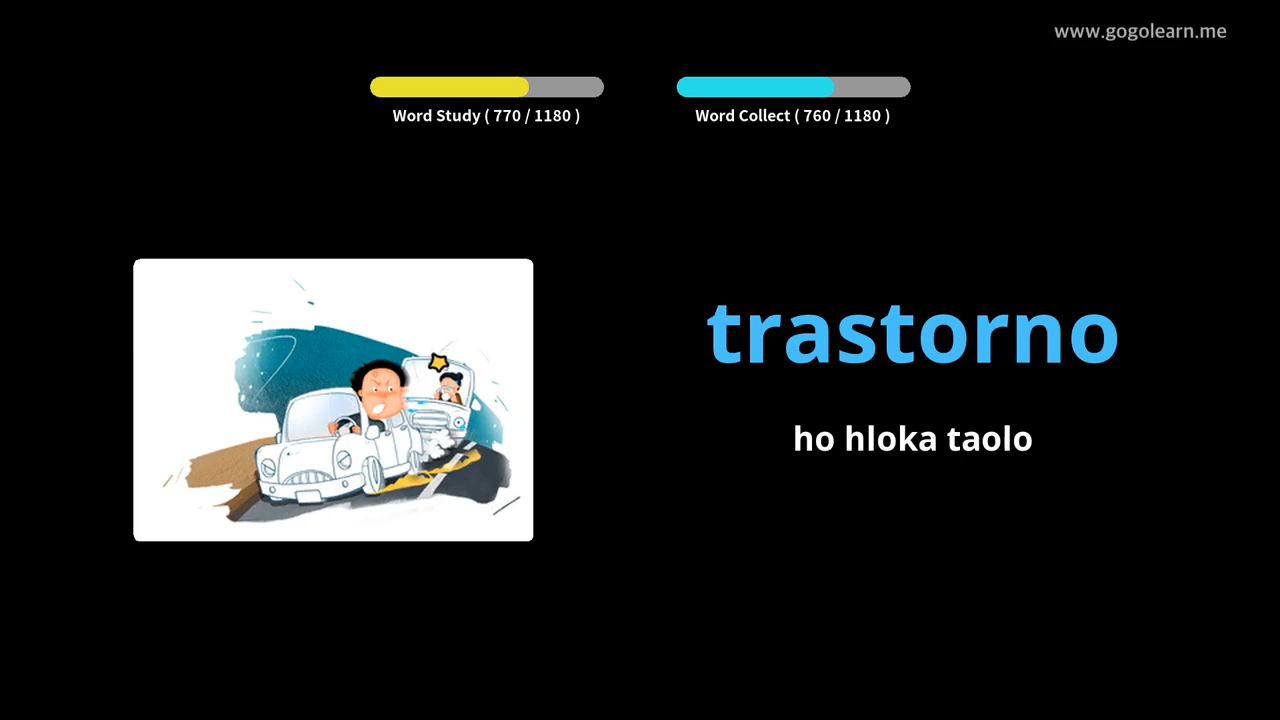 www.gogolearn.me
Word Study ( 770 / 1180 )
Word Collect ( 760 / 1180 )
trastorno
ho hloka taolo